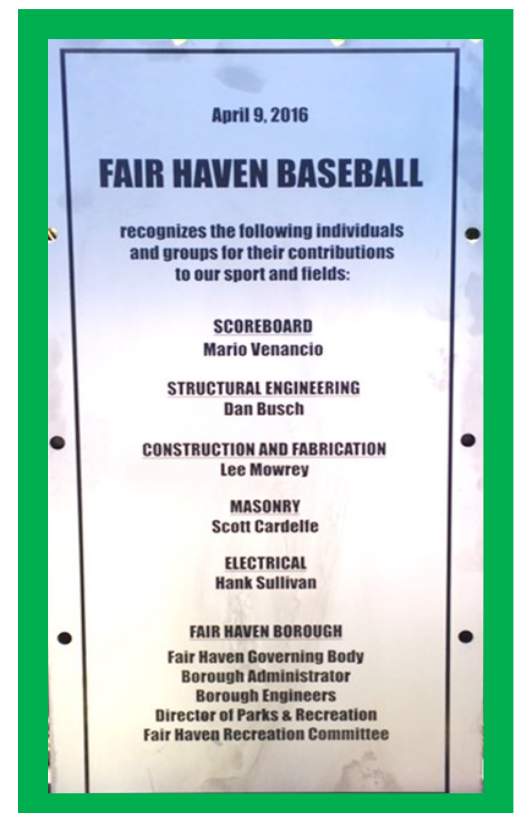 April 9, 2016
FAIR HAVEN BASEBALL
recognizes the following individuals
and groups for their contributions
to our sport and fields:
SCOREBOARD
Mario Venancio
STRUCTURAL ENGINEERING
Dan Busch
CONSTRUCTION AND FABRICATION
Lee Mowrey
MASONRY
Scott Cardelfe
ELECTRICAL
Hank Sullivan
FAIR HAVEN BOROUGH
Fair Haven Governing Body
Borough Administrator
Borough Engineers
Director of Parks & Recreation
Fair Haven Recreation Committee